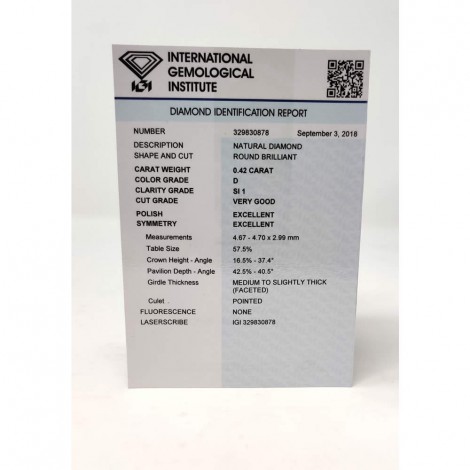 INTERNATIONAL
GEMOLOGICAL
INSTITUTE
IGI
DIAMOND IDENTIFICATION REPORT
NUMBER 329830878 September 3, 2018
DESCRIPTION NATURAL DIAMOND
SHAPE AND CUT ROUND BRILLIANT
CARAT WEIGHT 0.42 CARAT
COLOR GRADE D
CLARITY GRADE SI 1
CUT GRADE VERY GOOD
POLISH EXCELLENT
SYMMETRY EXCELLENT
Measurements 4.67 - 4.70 x 2.99 mm
Table Size 57.5%
Crown Height - Angle 16.5% - 37.4°
Pavilion Depth - Angle 42.5% - 40.5°
Girdle Thickness MEDIUM TO SLIGHTLY THICK
(FACETED)
Culet POINTED
FLUORESCENCE NONE
LASERSCRIBE IGI 329830878